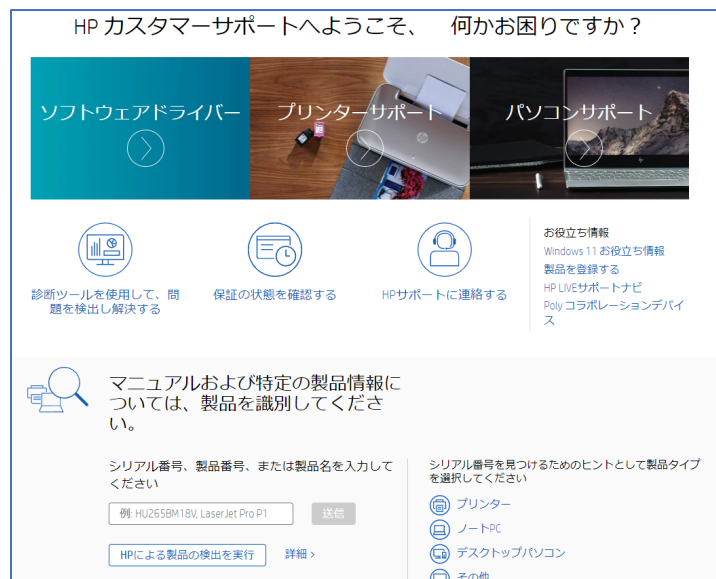 HP カスタマーサポートへようこそ、 何かお困りですか？
ソフトウェアドライバー
プリンターサポート
パソコンサポート
診断ツールを使用して、問
題を検出し解決する
保証の状態を確認する
HPサポートに連絡する
お役立ち情報
Windows 11 お役立ち情報
製品を登録する
HP LIVEサポートナビ
Poly コラボレーションデバイ
ス
マニュアルおよび特定の製品情報に
ついては、製品を識別してくださ
い。
シリアル番号、製品番号、または製品名を入力して
ください
例: HU265BM18V, LaserJet Pro P1
送信
HPによる製品の検出を実行
詳細 ›
シリアル番号を見つけるためのヒントとして製品タイプ
を選択してください
プリンター
ノートPC
デスクトップパソコン
その他